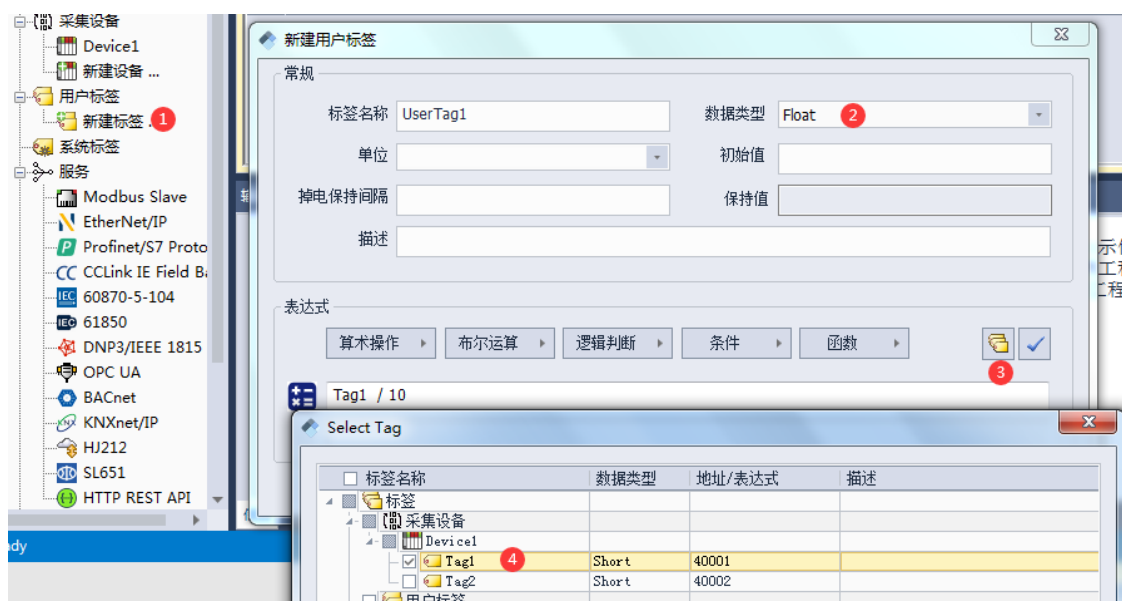 采集设备
Device1
新建设备 ...
用户标签
新建标签 . 1
系统标签
服务
Modbus Slave
EtherNet/IP
Profinet/S7 Proto
CCLink IE Field Ba
60870-5-104
61850
DNP3/IEEE 1815
OPC UA
BACnet
KNXnet/IP
HJ212
SL651
HTTP REST API
新建用户标签
常规
标签名称 UserTag1 数据类型 Float 2
单位 初始值
掉电保持间隔 保持值
描述
表达式
算术操作 布尔运算 逻辑判断 条件 函数
3
Tag1 / 10
Select Tag
标签名称 数据类型 地址/表达式 描述
标签
采集设备
Device1
Tag1 4 Short 40001
Tag2 Short 40002
用户标签
工程